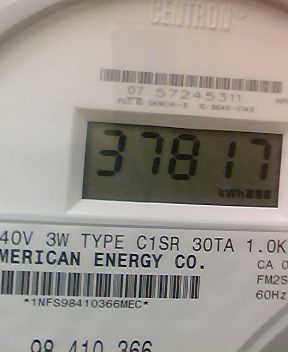 CENTRON®
07 57245311
37817
kWh
40V 3W TYPE C1SR 30TA 1.0K
MERICAN ENERGY CO.
CA 0
FM2S
60Hz
*1NFS98410366MEC*
98 410 366